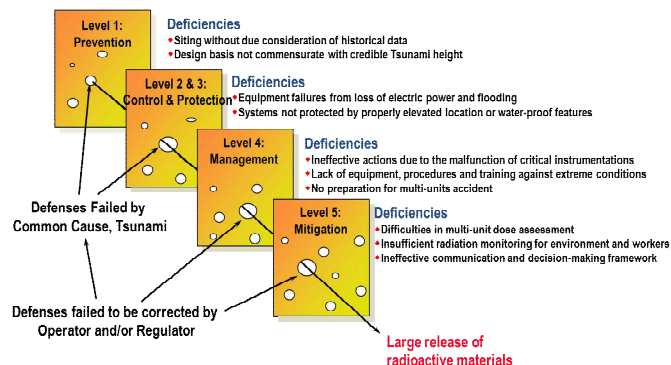 Level 1:
Prevention
Deficiencies
Siting without due consideration of historical data
Design basis not commensurate with credible Tsunami height
Level 2 & 3:
Control & Protection
Deficiencies
Equipment failures from loss of electric power and flooding
Systems not protected by properly elevated location or water-proof features
Level 4:
Management
Deficiencies
Ineffective actions due to the malfunction of critical instrumentations
Lack of equipment, procedures and training against extreme conditions
No preparation for multi-units accident
Level 5:
Mitigation
Deficiencies
Difficulties in multi-unit dose assessment
Insufficient radiation monitoring for environment and workers
Ineffective communication and decision-making framework
Defenses Failed by
Common Cause, Tsunami
Defenses failed to be corrected by
Operator and/or Regulator
Large release of
radioactive materials